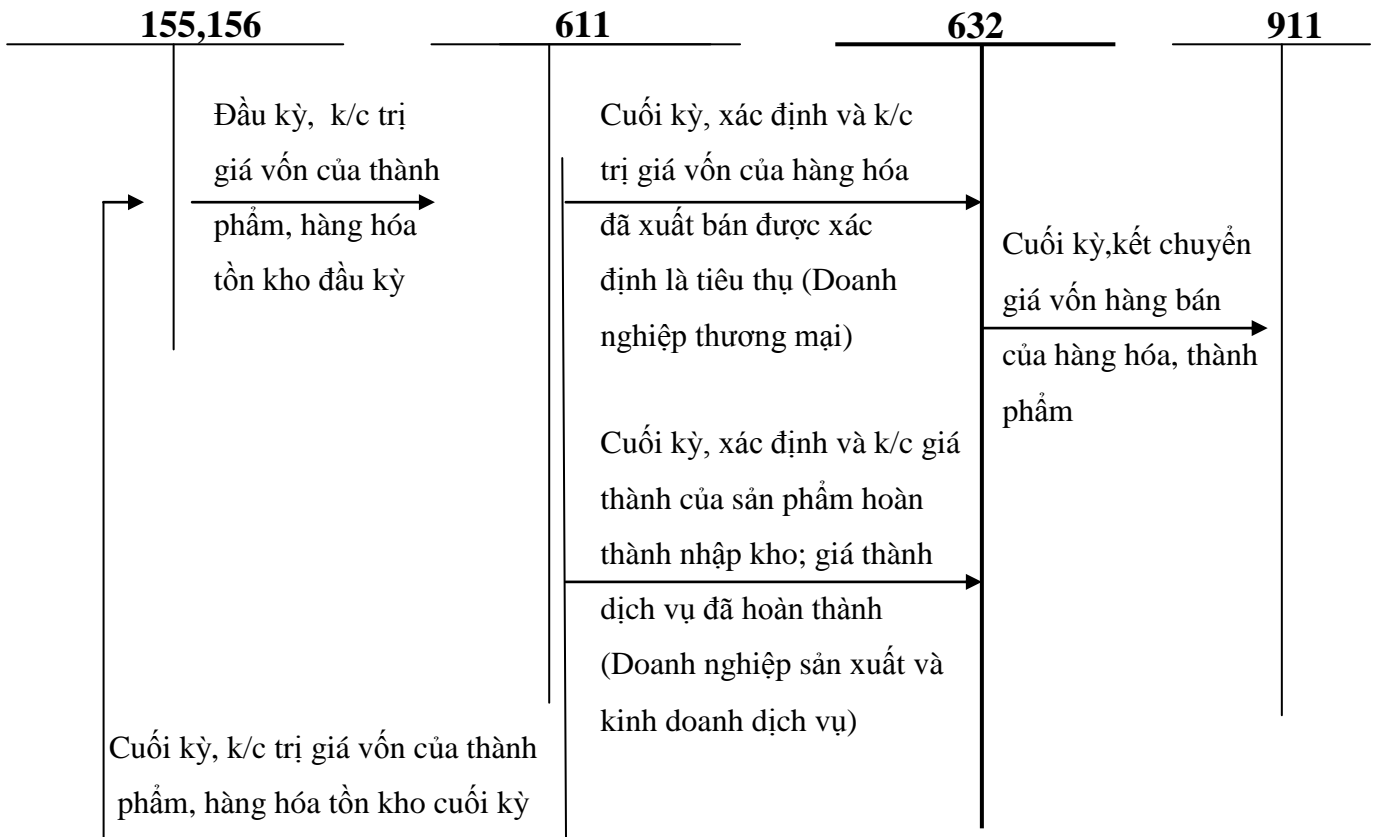 155,156
611
632
911
Đầu kỳ, k/c trị
giá vốn của thành
phẩm, hàng hóa
tồn kho đầu kỳ
Cuối kỳ, xác định và k/c
trị giá vốn của hàng hóa
đã xuất bán được xác
định là tiêu thụ (Doanh
nghiệp thương mại)
Cuối kỳ,kết chuyển
giá vốn hàng bán
của hàng hóa, thành
phẩm
Cuối kỳ, xác định và k/c giá
thành của sản phẩm hoàn
thành nhập kho; giá thành
dịch vụ đã hoàn thành
(Doanh nghiệp sản xuất và
kinh doanh dịch vụ)
Cuối kỳ, k/c trị giá vốn của thành
phẩm, hàng hóa tồn kho cuối kỳ